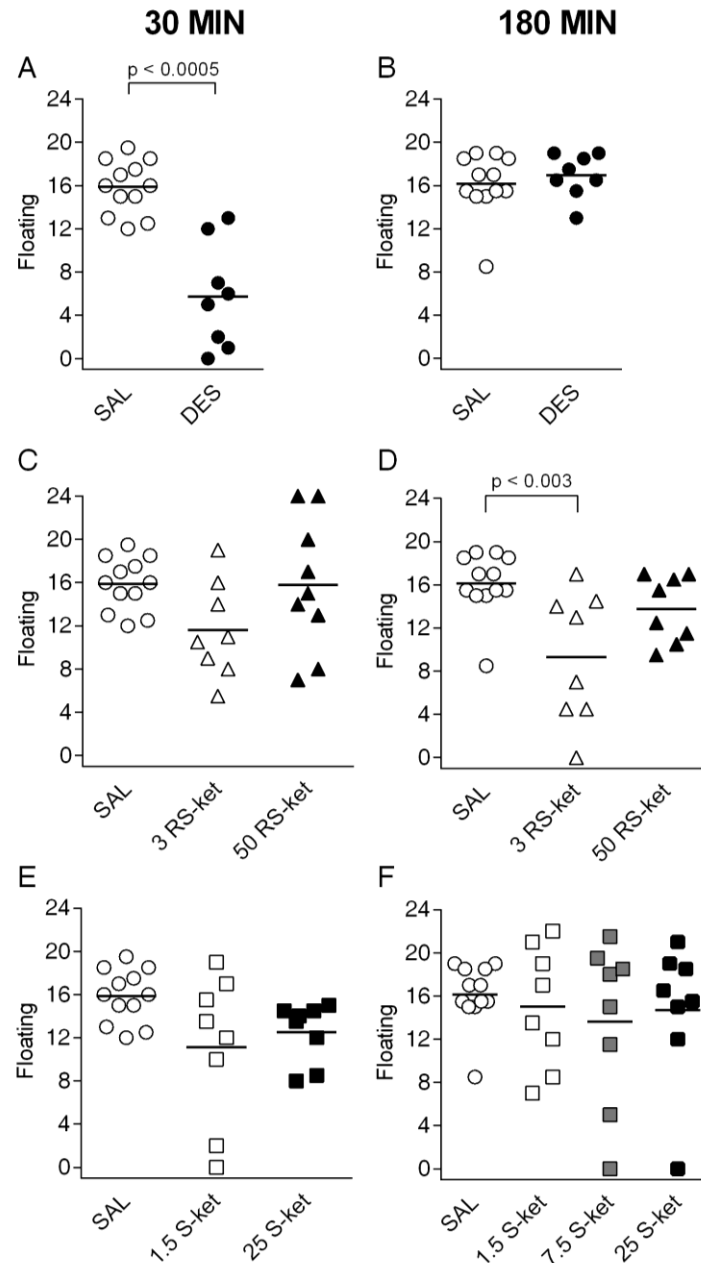 30 MIN
180 MIN
A
p < 0.0005
24
20
16
12
8
4
0
Floating
SAL
DES
B
24
20
16
12
8
4
0
Floating
SAL
DES
C
24
20
16
12
8
4
0
Floating
SAL
3 RS-ket
50 RS-ket
D
p < 0.003
24
20
16
12
8
4
0
Floating
SAL
3 RS-ket
50 RS-ket
E
24
20
16
12
8
4
0
Floating
SAL
1.5 S-ket
25 S-ket
F
24
20
16
12
8
4
0
Floating
SAL
1.5 S-ket
7.5 S-ket
25 S-ket